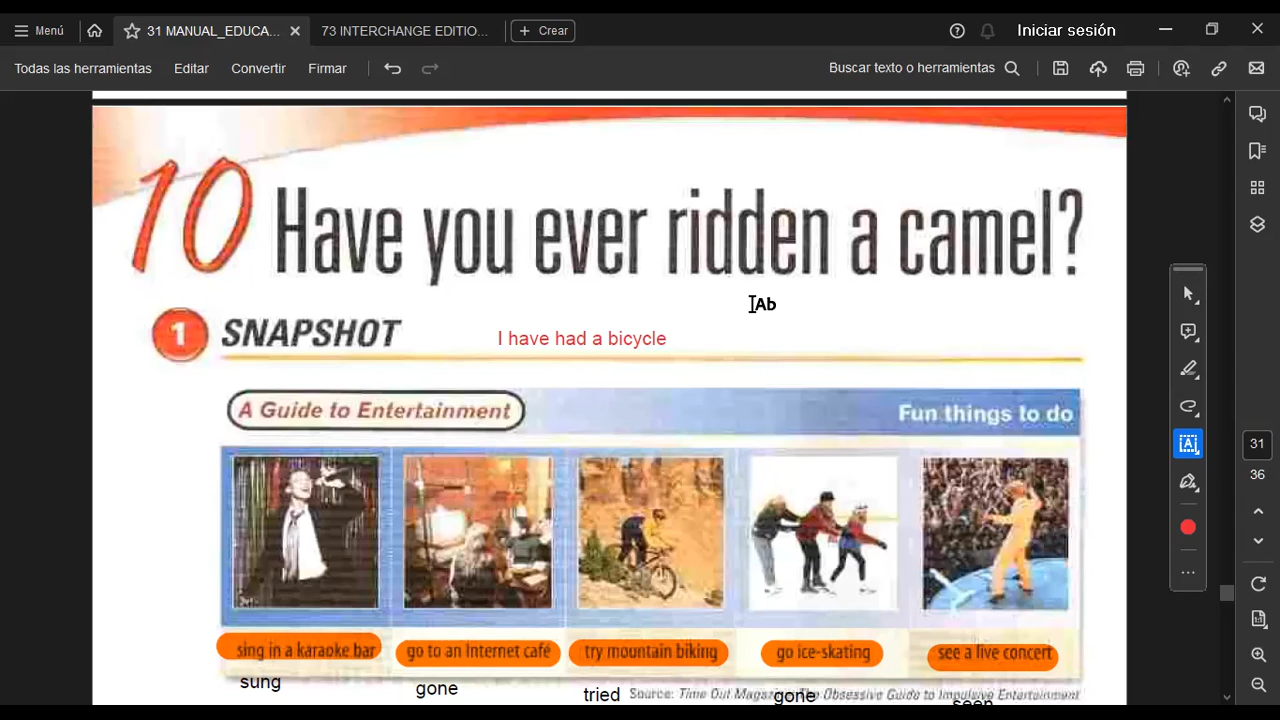 Menú
31 MANUAL_EDUCA...
73 INTERCHANGE EDITIO...
Crear
Iniciar sesión
Todas las herramientas
Editar
Convertir
Firmar
Buscar texto o herramientas
10 Have you ever ridden a camel?
Ab
1 SNAPSHOT
I have had a bicycle
A Guide to Entertainment
Fun things to do
sing in a karaoke bar
go to an Internet café
try mountain biking
go ice-skating
see a live concert
sung
gone
tried
gone
seen
Source: Time Out Magazine The Obsessive Guide to Impulsive Entertainment
A
31
36
1:1